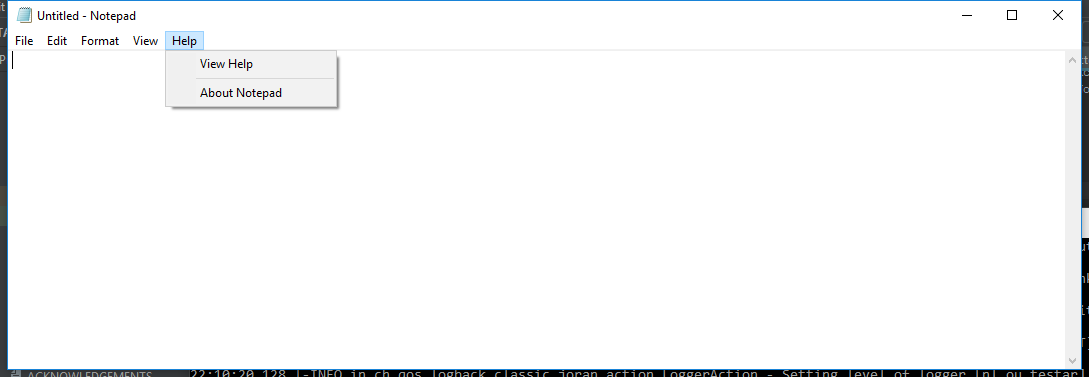 Untitled - Notepad
File Edit Format View Help
View Help
About Notepad
ACKNOWLEDGEMENTS
22:10:20,128 |-INFO in ch.qos.logback.classic.joran.action.LoggerAction - Setting level of logger [nl.ou.testar